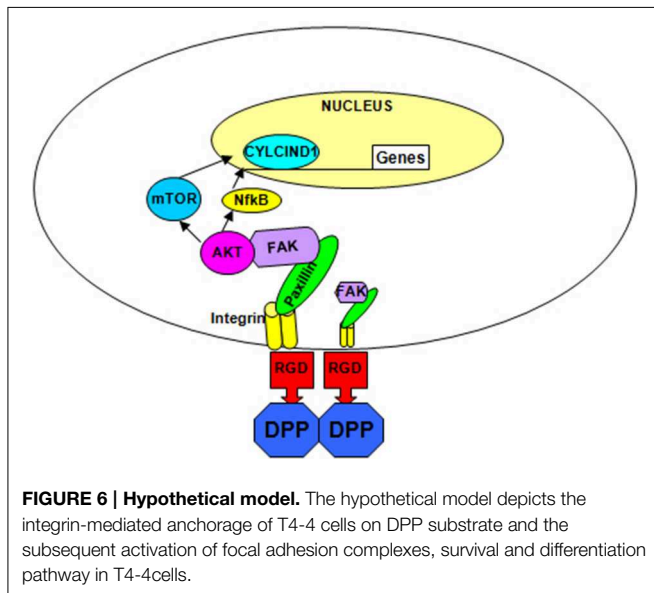 NUCLEUS
CYLCIND1
Genes
mTOR
NfkB
AKT
FAK
Paxillin
FAK
Integrin
RGD
RGD
DPP
DPP
FIGURE 6 | Hypothetical model. The hypothetical model depicts the
integrin-mediated anchorage of T4-4 cells on DPP substrate and the
subsequent activation of focal adhesion complexes, survival and differentiation
pathway in T4-4cells.